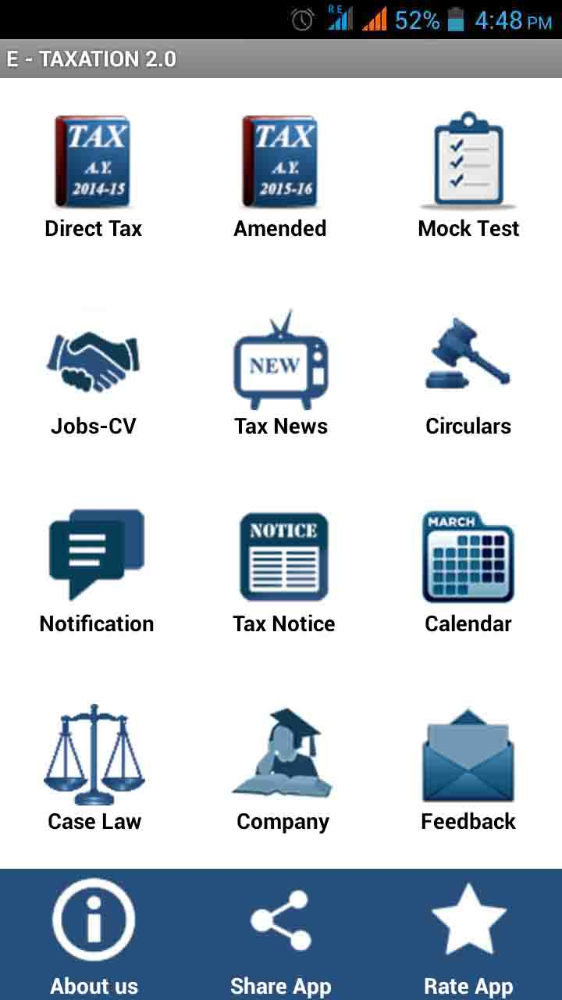 R E 52% 4:48 PM
E - TAXATION 2.0
TAX
A.Y.
2014-15
Direct Tax
TAX
A.Y.
2015-16
Amended
Mock Test
Jobs-CV
NEW
Tax News
Circulars
Notification
NOTICE
Tax Notice
MARCH
Calendar
Case Law
Company
Feedback
About us
Share App
Rate App